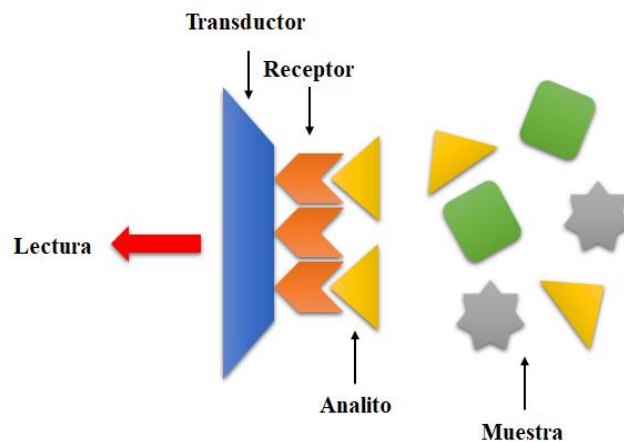 Transductor
Receptor
Lectura
Analito
Muestra